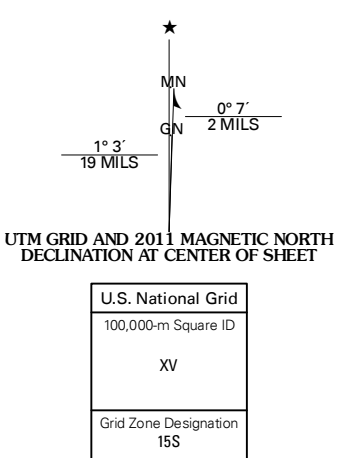 ★
MN
0° 7´
2 MILS
GN
1° 3´
19 MILS
UTM GRID AND 2011 MAGNETIC NORTH
DECLINATION AT CENTER OF SHEET
U.S. National Grid
100,000-m Square ID
XV
Grid Zone Designation
15S